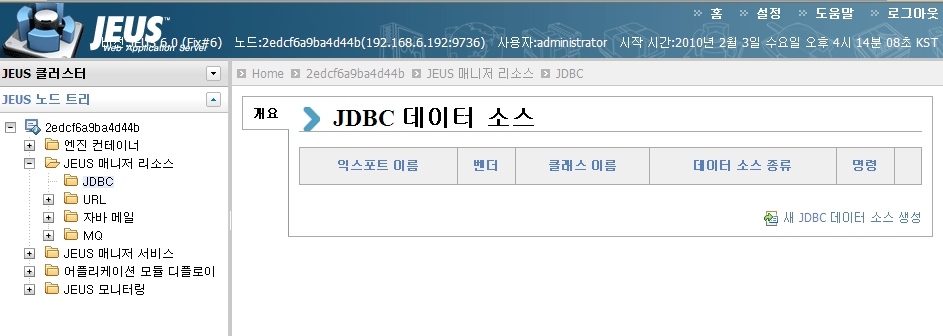 홈 설정 도움말 로그아웃
JEUS™
Web Application Server
6.0 (Fix#6) 노드:2edcf6a9ba4d44b(192.168.6.192:9736) 사용자:administrator 시작 시간:2010년 2월 3일 수요일 오후 4시 14분 08초 KST
JEUS 클러스터
Home 2edcf6a9ba4d44b JEUS 매니저 리소스 JDBC
JEUS 노드 트리
2edcf6a9ba4d44b
엔진 컨테이너
JEUS 매니저 리소스
JDBC
URL
자바 메일
MQ
JEUS 매니저 서비스
어플리케이션 모듈 디플로이
JEUS 모니터링
개요
JDBC 데이터 소스
익스포트 이름 벤더 클래스 이름 데이터 소스 종류 명령
새 JDBC 데이터 소스 생성